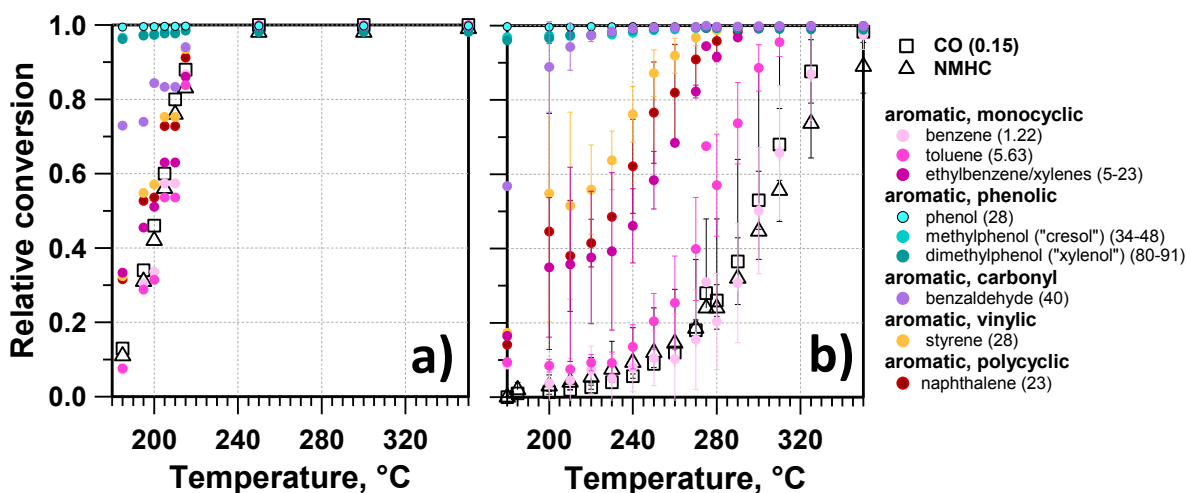 Relative conversion
1.0
0.8
0.6
0.4
0.2
0.0
a)
b)
200 240 280 320
200 240 280 320
Temperature, °C
Temperature, °C
CO (0.15)
NMHC
aromatic, monocyclic
benzene (1.22)
toluene (5.63)
ethylbenzene/xylenes (5-23)
aromatic, phenolic
phenol (28)
methylphenol ("cresol") (34-48)
dimethylphenol ("xylenol") (80-91)
aromatic, carbonyl
benzaldehyde (40)
aromatic, vinylic
styrene (28)
aromatic, polycyclic
naphthalene (23)